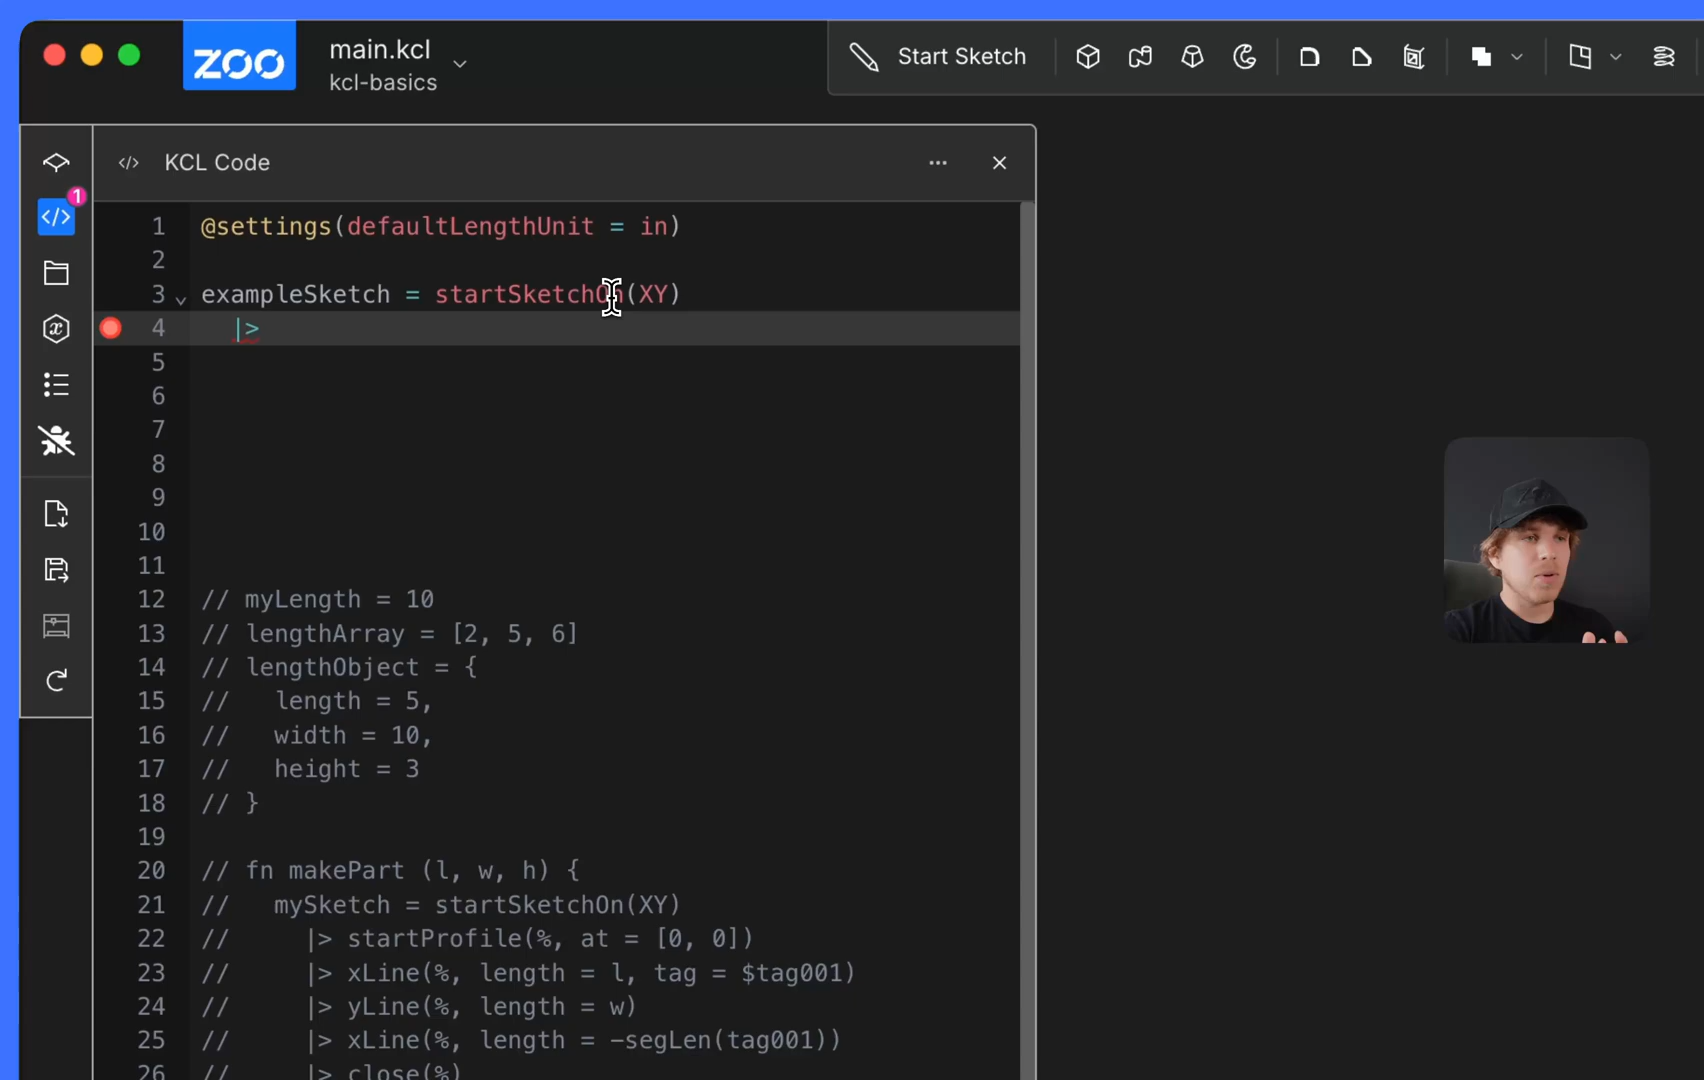 ZOO
main.kcl
kcl-basics
Start Sketch
KCL Code
1
1 @settings(defaultLengthUnit = in)
2
3 exampleSketch = startSketchOn(XY)
4   |>
5
6
7
8
9
10
11
12 // myLength = 10
13 // lengthArray = [2, 5, 6]
14 // lengthObject = {
15 //   length = 5,
16 //   width = 10,
17 //   height = 3
18 // }
19
20 // fn makePart (l, w, h) {
21 //   mySketch = startSketchOn(XY)
22 //     |> startProfile(%, at = [0, 0])
23 //     |> xLine(%, length = l, tag = $tag001)
24 //     |> yLine(%, length = w)
25 //     |> xLine(%, length = -segLen(tag001))
26 //     |> close(%)